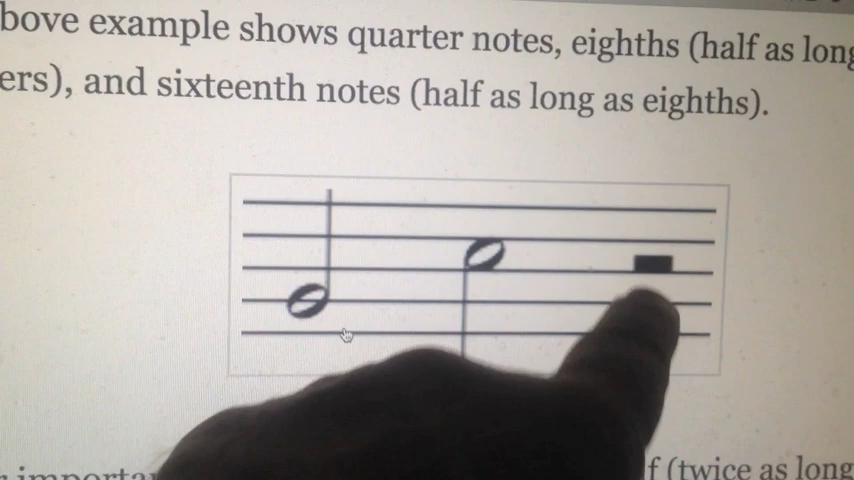 bove example shows quarter notes, eighths (half as long
ers), and sixteenth notes (half as long as eighths).
f (twice as long